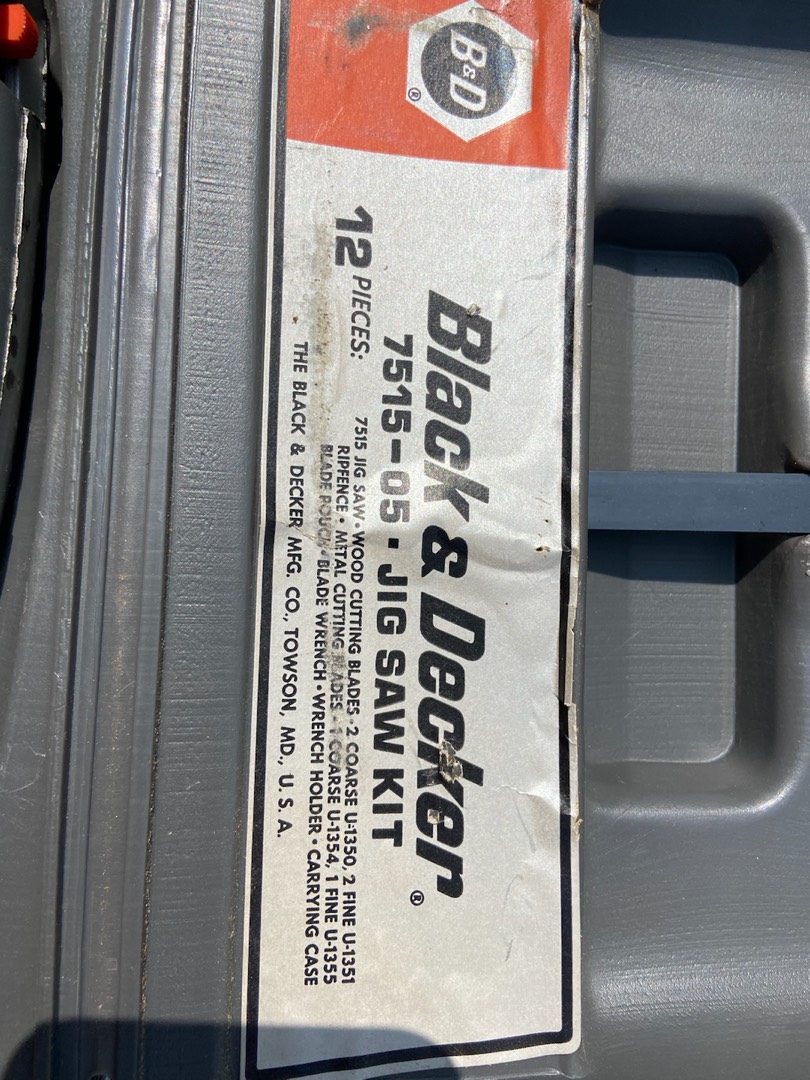 B&D
®
Black & Decker®
7515-05 · JIG SAW KIT
12 PIECES:
7515 JIG SAW • WOOD CUTTING BLADES • 2 COARSE U-1350, 2 FINE U-1351
RIPFENCE • METAL CUTTING BLADES • 1 COARSE U-1354, 1 FINE U-1355
BLADE POUCH • BLADE WRENCH • WRENCH HOLDER • CARRYING CASE
THE BLACK & DECKER MFG. CO., TOWSON, MD., U. S. A.